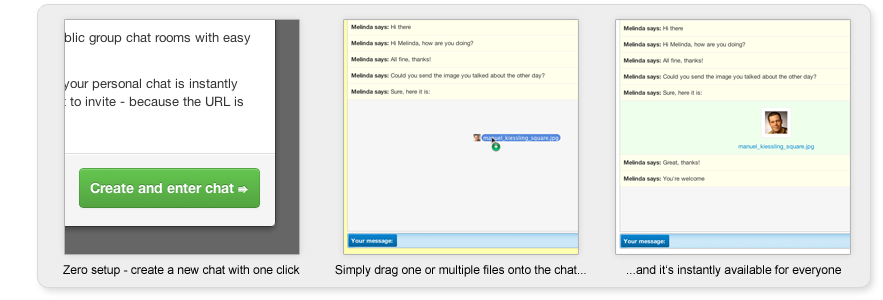 blic group chat rooms with easy
your personal chat is instantly
t to invite - because the URL is
Create and enter chat ⇨
Zero setup - create a new chat with one click
Melinda says: Hi there
Melinda says: Hi Melinda, how are you doing?
Melinda says: All fine, thanks!
Melinda says: Could you send the image you talked about the other day?
Melinda says: Sure, here it is:
manuel_kiessling_square.jpg
Your message:
Simply drag one or multiple files onto the chat...
Melinda says: Hi there
Melinda says: Hi Melinda, how are you doing?
Melinda says: All fine, thanks!
Melinda says: Could you send the image you talked about the other day?
Melinda says: Sure, here it is:
manuel_kiessling_square.jpg
Melinda says: Great, thanks!
Melinda says: You're welcome
Your message:
...and it's instantly available for everyone